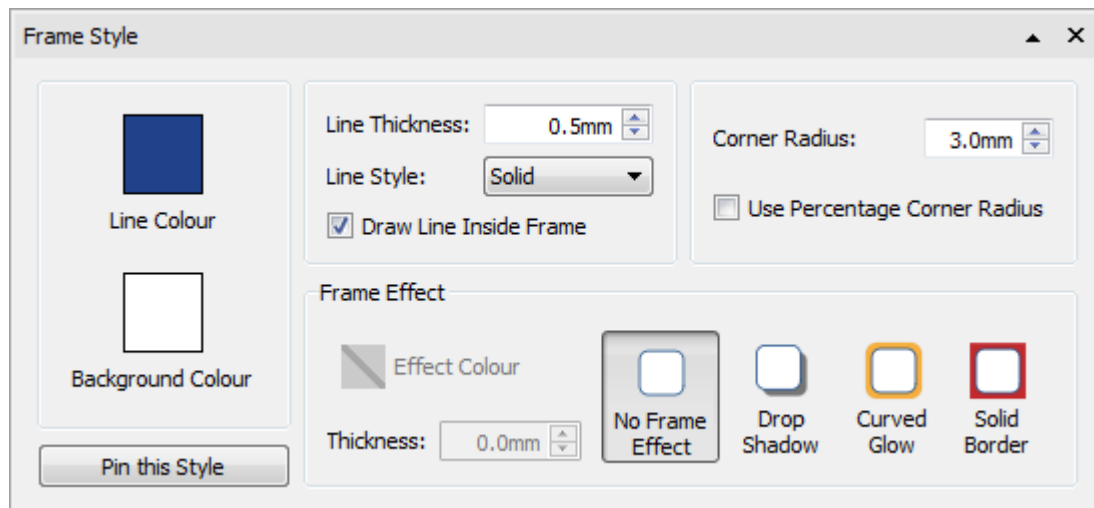 Frame Style
Line Colour
Background Colour
Pin this Style
Line Thickness: 0.5mm
Line Style: Solid
Draw Line Inside Frame
Corner Radius: 3.0mm
Use Percentage Corner Radius
Frame Effect
Effect Colour
Thickness: 0.0mm
No Frame
Effect
Drop
Shadow
Curved
Glow
Solid
Border